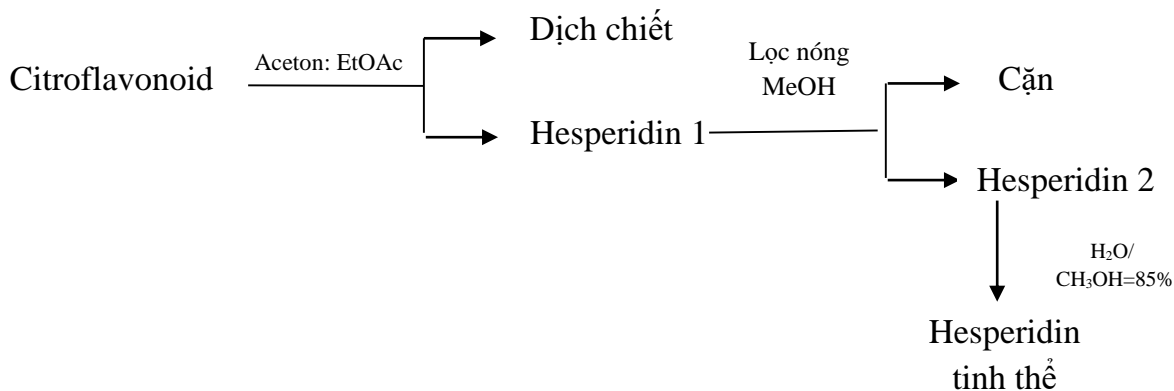 Citroflavonoid
Aceton: EtOAc
Dịch chiết
Hesperidin 1
Lọc nóng
MeOH
Cặn
Hesperidin 2
H₂O/
CH₃OH=85%
Hesperidin
tinh thể